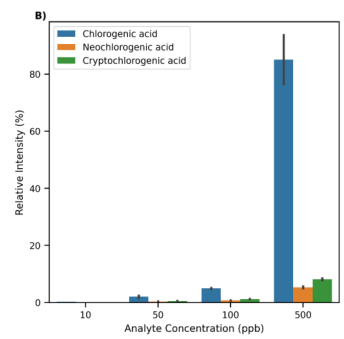 B)
Chlorogenic acid
Neochlorogenic acid
Cryptochlorogenic acid
Relative Intensity (%)
80
60
40
20
0
10 50 100 500
Analyte Concentration (ppb)